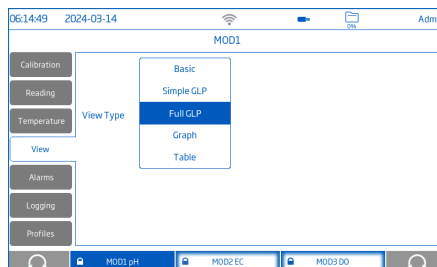 06:14:49 2024-03-14 0% Adm
MOD1
Calibration
Reading
Temperature
View
Alarms
Logging
Profiles
View Type
Basic
Simple GLP
Full GLP
Graph
Table
MOD1 pH MOD2 EC MOD3 DO